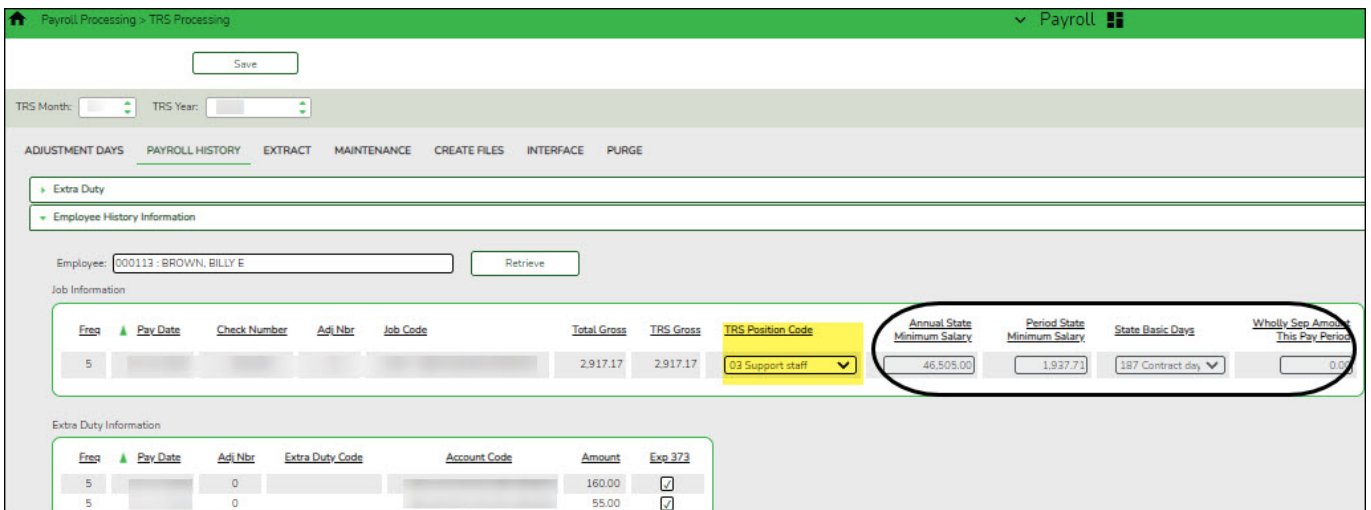 Payroll Processing > TRS Processing Payroll
Save
TRS Month: TRS Year:
ADJUSTMENT DAYS PAYROLL HISTORY EXTRACT MAINTENANCE CREATE FILES INTERFACE PURGE
Extra Duty
Employee History Information
Employee: 000113 : BROWN, BILLY E Retrieve
Job Information
Freq Pay Date Check Number Adj Nbr Job Code Total Gross TRS Gross TRS Position Code Annual State Minimum Salary Period State Minimum Salary State Basic Days Wholly Sep Amount This Pay Period
5 2,917.17 2,917.17 03 Support staff 46,505.00 1,937.71 187 Contract day 0.00
Extra Duty Information
Freq Pay Date Adj Nbr Extra Duty Code Account Code Amount Exp 373
5 0 160.00
5 0 55.00